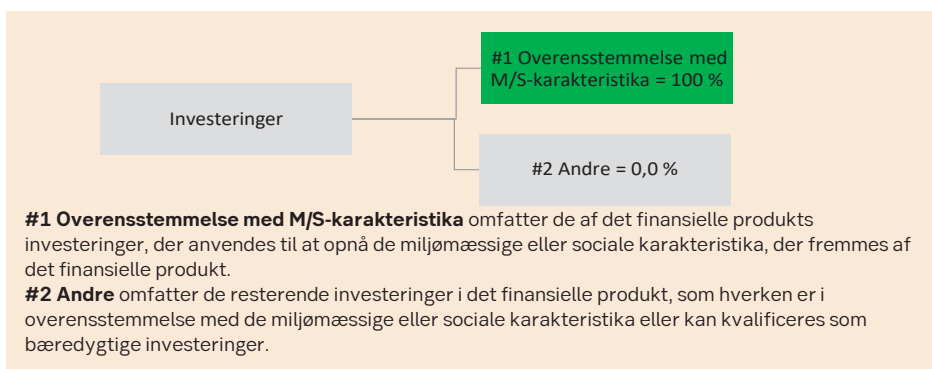 #1 Overensstemmelse med
M/S-karakteristika = 100 %
Investeringer
#2 Andre = 0,0 %
#1 Overensstemmelse med M/S-karakteristika omfatter de af det finansielle produkts
investeringer, der anvendes til at opnå de miljømæssige eller sociale karakteristika, der fremmes af
det finansielle produkt.
#2 Andre omfatter de resterende investeringer i det finansielle produkt, som hverken er i
overensstemmelse med de miljømæssige eller sociale karakteristika eller kan kvalificeres som
bæredygtige investeringer.